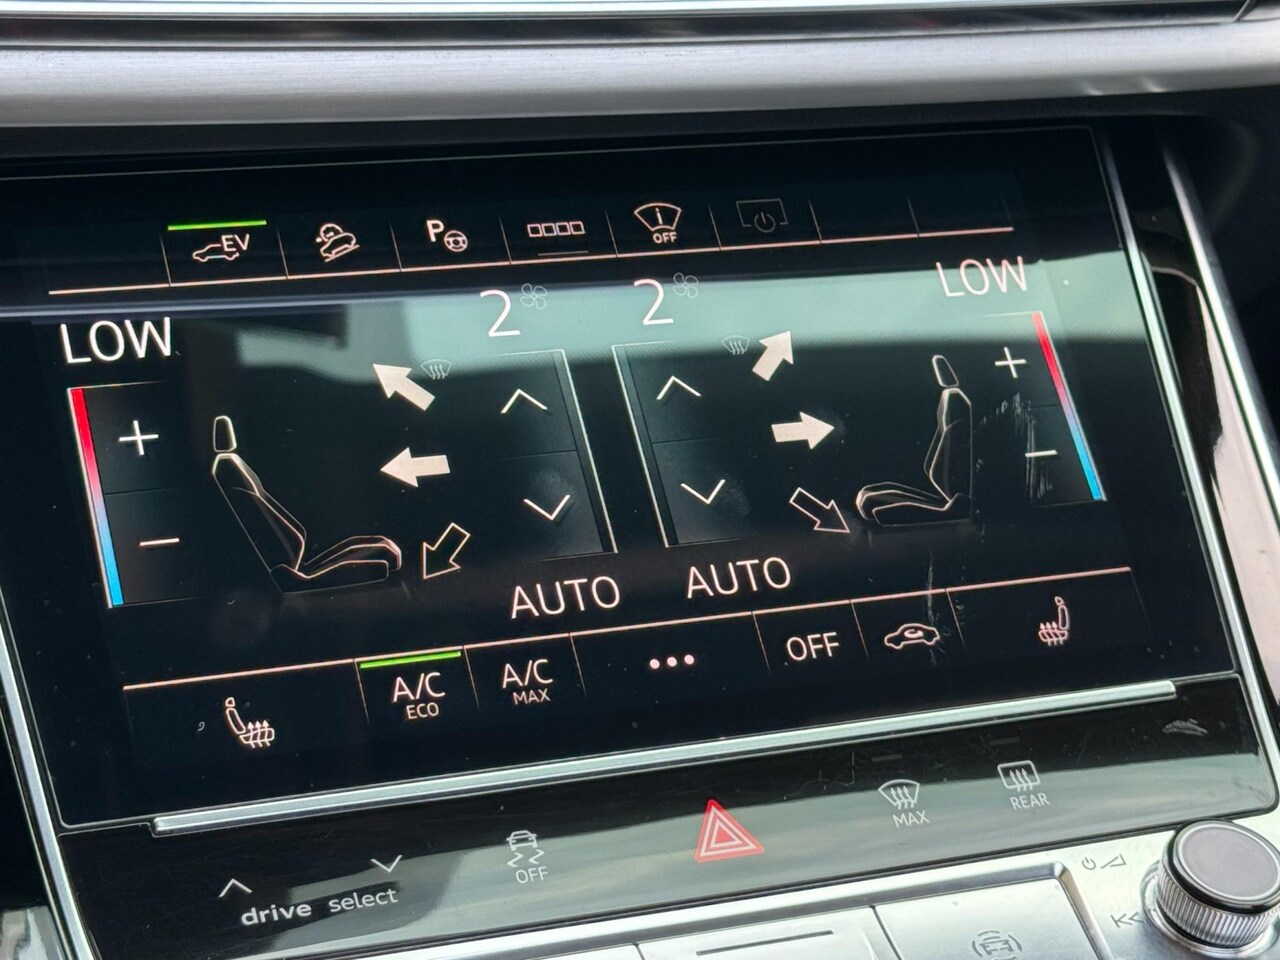 EV
P
OFF
LOW
2
2
LOW
AUTO
AUTO
A/C
ECO
A/C
MAX
OFF
drive select
OFF
MAX
REAR